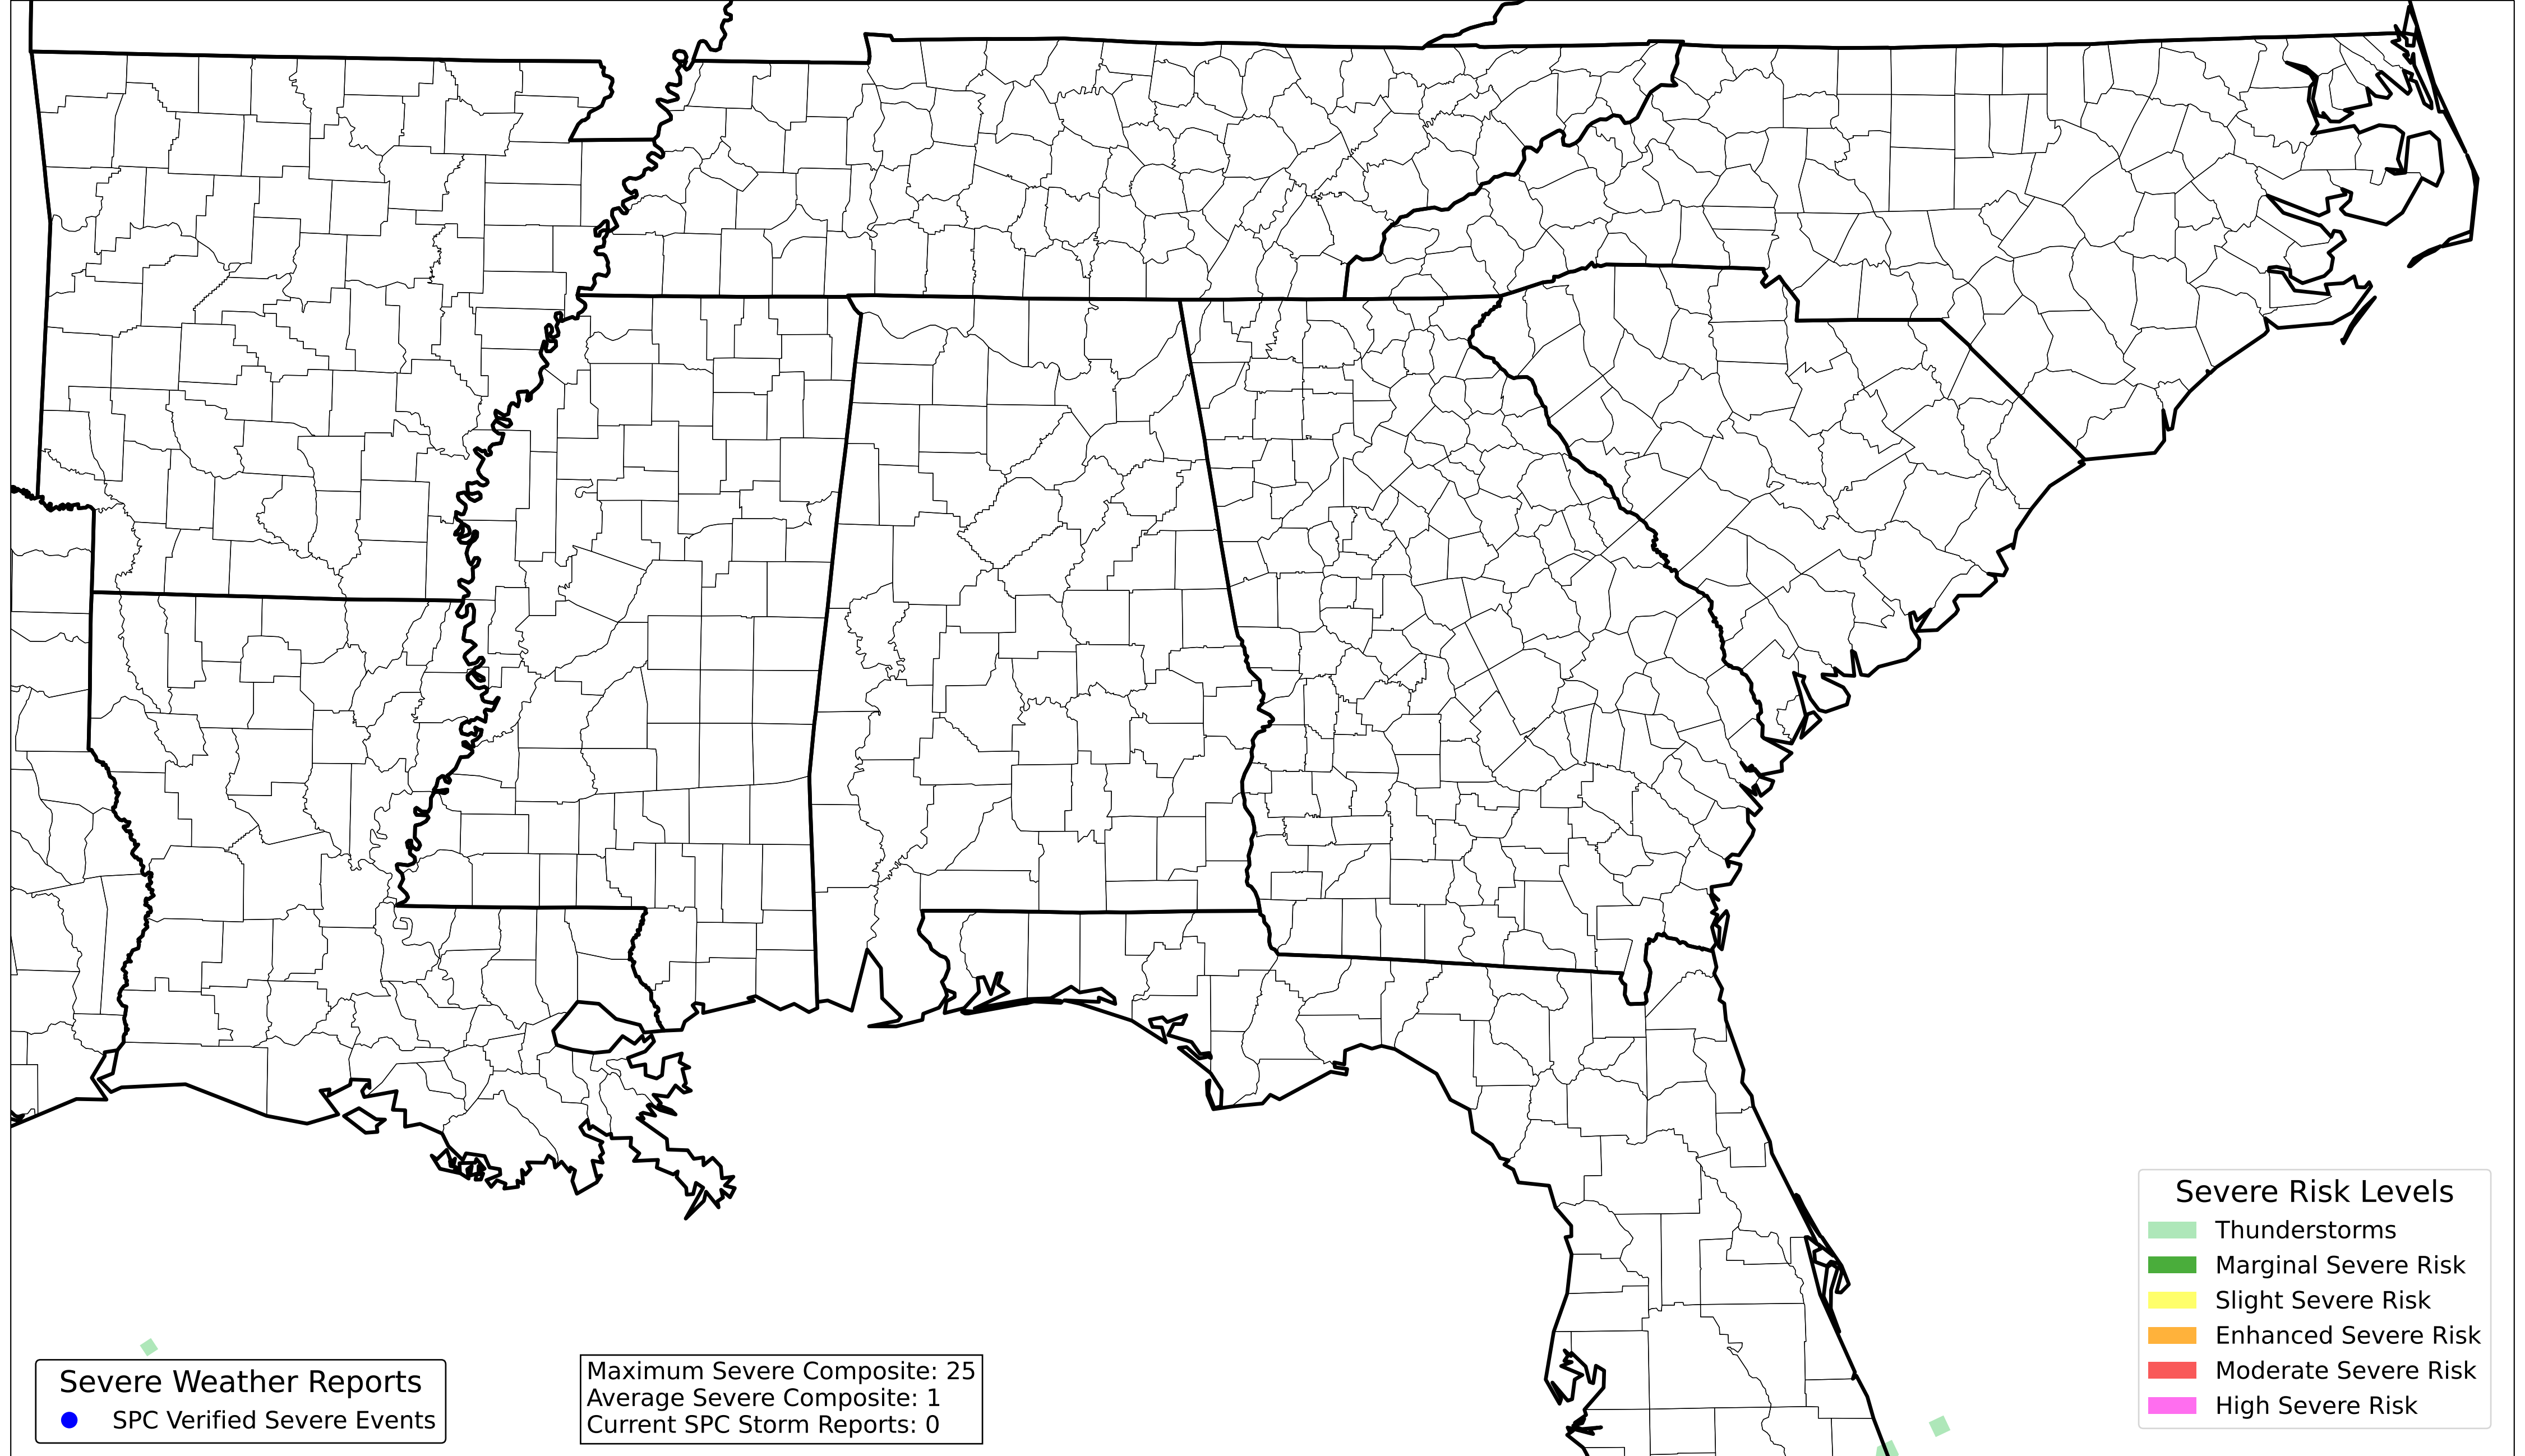 Severe Weather Reports
SPC Verified Severe Events
Maximum Severe Composite: 25
Average Severe Composite: 1
Current SPC Storm Reports: 0
Severe Risk Levels
Thunderstorms
Marginal Severe Risk
Slight Severe Risk
Enhanced Severe Risk
Moderate Severe Risk
High Severe Risk